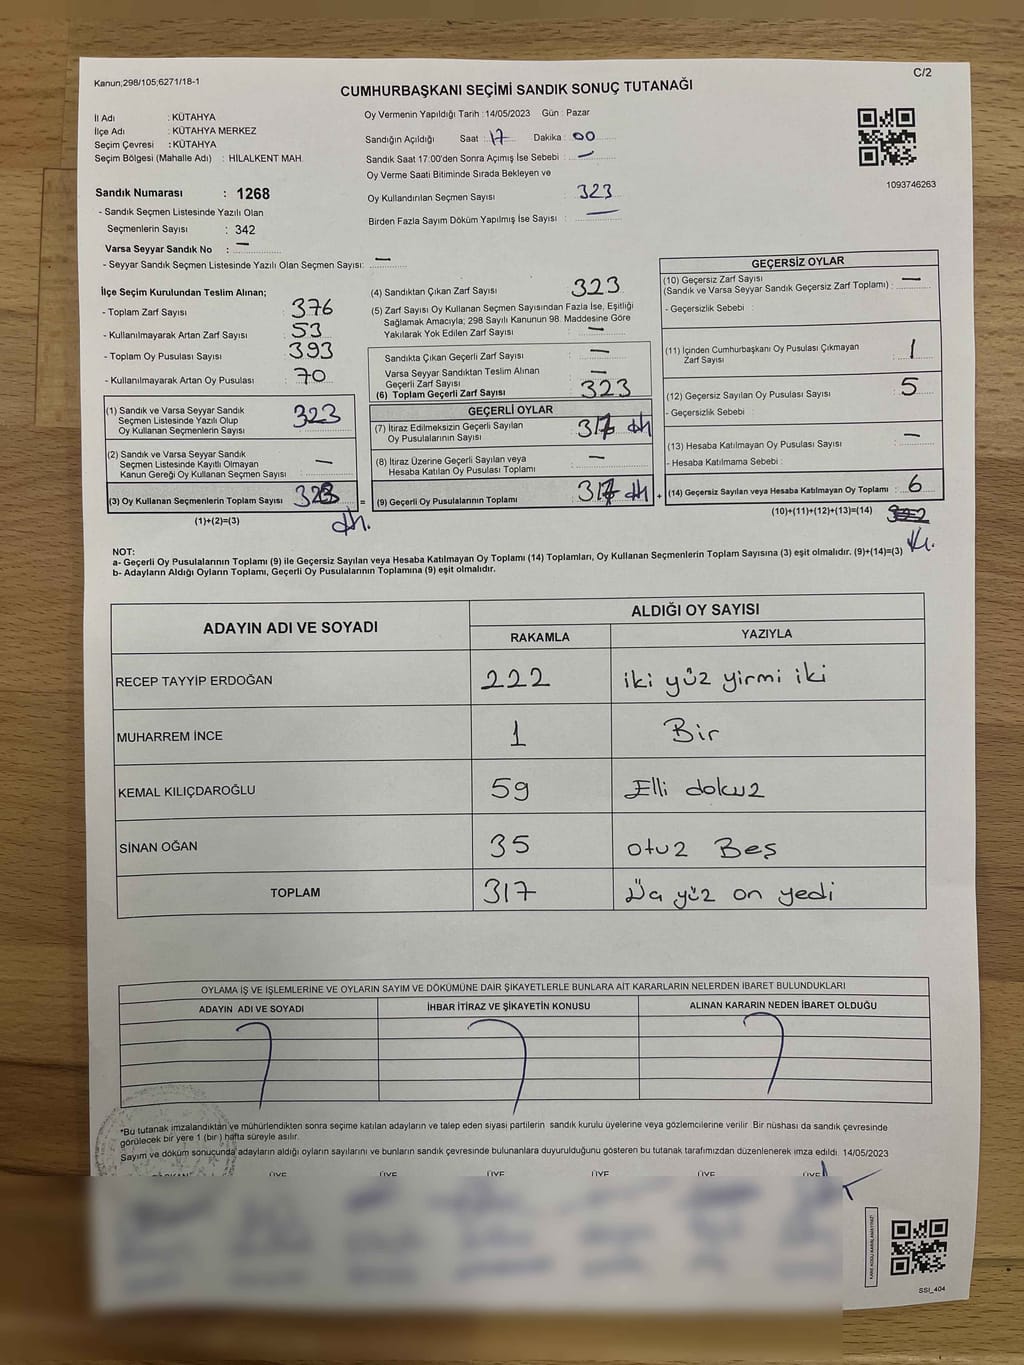 Kanun;298/105;6271/18-1
C/2
CUMHURBAŞKANI SEÇİMİ SANDIK SONUÇ TUTANAĞI
İl Adı : KÜTAHYA
İlçe Adı : KÜTAHYA MERKEZ
Seçim Çevresi : KÜTAHYA
Seçim Bölgesi (Mahalle Adı) : HİLALKENT MAH.
Oy Vermenin Yapıldığı Tarih :14/05/2023 Gün : Pazar
Sandığın Açıldığı Saat : 17 Dakika : 00
Sandık Saat 17:00'den Sonra Açımış İse Sebebi : —
Oy Verme Saati Bitiminde Sırada Bekleyen ve
Oy Kullandırılan Seçmen Sayısı : 323
Birden Fazla Sayım Döküm Yapılmış İse Sayısı : —
1093746263
Sandık Numarası : 1268
- Sandık Seçmen Listesinde Yazılı Olan
Seçmenlerin Sayısı : 342
Varsa Seyyar Sandık No : —
- Seyyar Sandık Seçmen Listesinde Yazılı Olan Seçmen Sayısı: —
İlçe Seçim Kurulundan Teslim Alınan;
- Toplam Zarf Sayısı : 376
- Kullanılmayarak Artan Zarf Sayısı : 53
- Toplam Oy Pusulası Sayısı : 393
- Kullanılmayarak Artan Oy Pusulası : 70
(1) Sandık ve Varsa Seyyar Sandık
Seçmen Listesinde Yazılı Olup
Oy Kullanan Seçmenlerin Sayısı : 323
(2) Sandık ve Varsa Seyyar Sandık
Seçmen Listesinde Kayıtlı Olmayan
Kanun Gereği Oy Kullanan Seçmen Sayısı : —
(3) Oy Kullanan Seçmenlerin Toplam Sayısı : 323 =
(1)+(2)=(3)
(4) Sandıktan Çıkan Zarf Sayısı : 323
(5) Zarf Sayısı Oy Kullanan Seçmen Sayısından Fazla İse, Eşitliği
Sağlamak Amacıyla; 298 Sayılı Kanunun 98. Maddesine Göre
Yakılarak Yok Edilen Zarf Sayısı : —
Sandıkta Çıkan Geçerli Zarf Sayısı : —
Varsa Seyyar Sandıktan Teslim Alınan
Geçerli Zarf Sayısı : —
(6) Toplam Geçerli Zarf Sayısı : 323
GEÇERLİ OYLAR
(7) İtiraz Edilmeksizin Geçerli Sayılan
Oy Pusulalarının Sayısı : 317
(8) İtiraz Üzerine Geçerli Sayılan veya
Hesaba Katılan Oy Pusulası Toplamı : —
(9) Geçerli Oy Pusulalarının Toplamı : 317 +
GEÇERSİZ OYLAR
(10) Geçersiz Zarf Sayısı
(Sandık ve Varsa Seyyar Sandık Geçersiz Zarf Toplamı) : —
- Geçersizlik Sebebi :
(11) İçinden Cumhurbaşkanı Oy Pusulası Çıkmayan
Zarf Sayısı : 1
(12) Geçersiz Sayılan Oy Pusulası Sayısı : 5
- Geçersizlik Sebebi :
(13) Hesaba Katılmayan Oy Pusulası Sayısı : —
- Hesaba Katılmama Sebebi :
(14) Geçersiz Sayılan veya Hesaba Katılmayan Oy Toplamı : 6
(10)+(11)+(12)+(13)=(14)
NOT:
a- Geçerli Oy Pusulalarının Toplamı (9) ile Geçersiz Sayılan veya Hesaba Katılmayan Oy Toplamı (14) Toplamları, Oy Kullanan Seçmenlerin Toplam Sayısına (3) eşit olmalıdır. (9)+(14)=(3)
b- Adayların Aldığı Oyların Toplamı, Geçerli Oy Pusulalarının Toplamına (9) eşit olmalıdır.
ADAYIN ADI VE SOYADI
ALDIĞI OY SAYISI
RAKAMLA YAZIYLA
RECEP TAYYİP ERDOĞAN 222 iki yüz yirmi iki
MUHARREM İNCE 1 Bir
KEMAL KILIÇDAROĞLU 59 Elli dokuz
SİNAN OĞAN 35 otuz Beş
TOPLAM 317 Üç yüz on yedi
OYLAMA İŞ VE İŞLEMLERİNE VE OYLARIN SAYIM VE DÖKÜMÜNE DAİR ŞİKAYETLERLE BUNLARA AİT KARARLARIN NELERDEN İBARET BULUNDUKLARI
ADAYIN ADI VE SOYADI İHBAR İTİRAZ VE ŞİKAYETİN KONUSU ALINAN KARARIN NEDEN İBARET OLDUĞU
*Bu tutanak imzalandıktan ve mühürlendikten sonra seçime katılan adayların ve talep eden siyasi partilerin sandık kurulu üyelerine veya gözlemcilerine verilir. Bir nüshası da sandık çevresinde
görülecek bir yere 1 (bir) hafta süreyle asılır.
Sayım ve döküm sonucunda adayların aldığı oyların sayılarını ve bunların sandık çevresinde bulunanlara duyurulduğunu gösteren bu tutanak tarafımızdan düzenlenerek imza edildi. 14/05/2023
ÜYE ÜYE ÜYE ÜYE ÜYE ÜYE
SSI_404